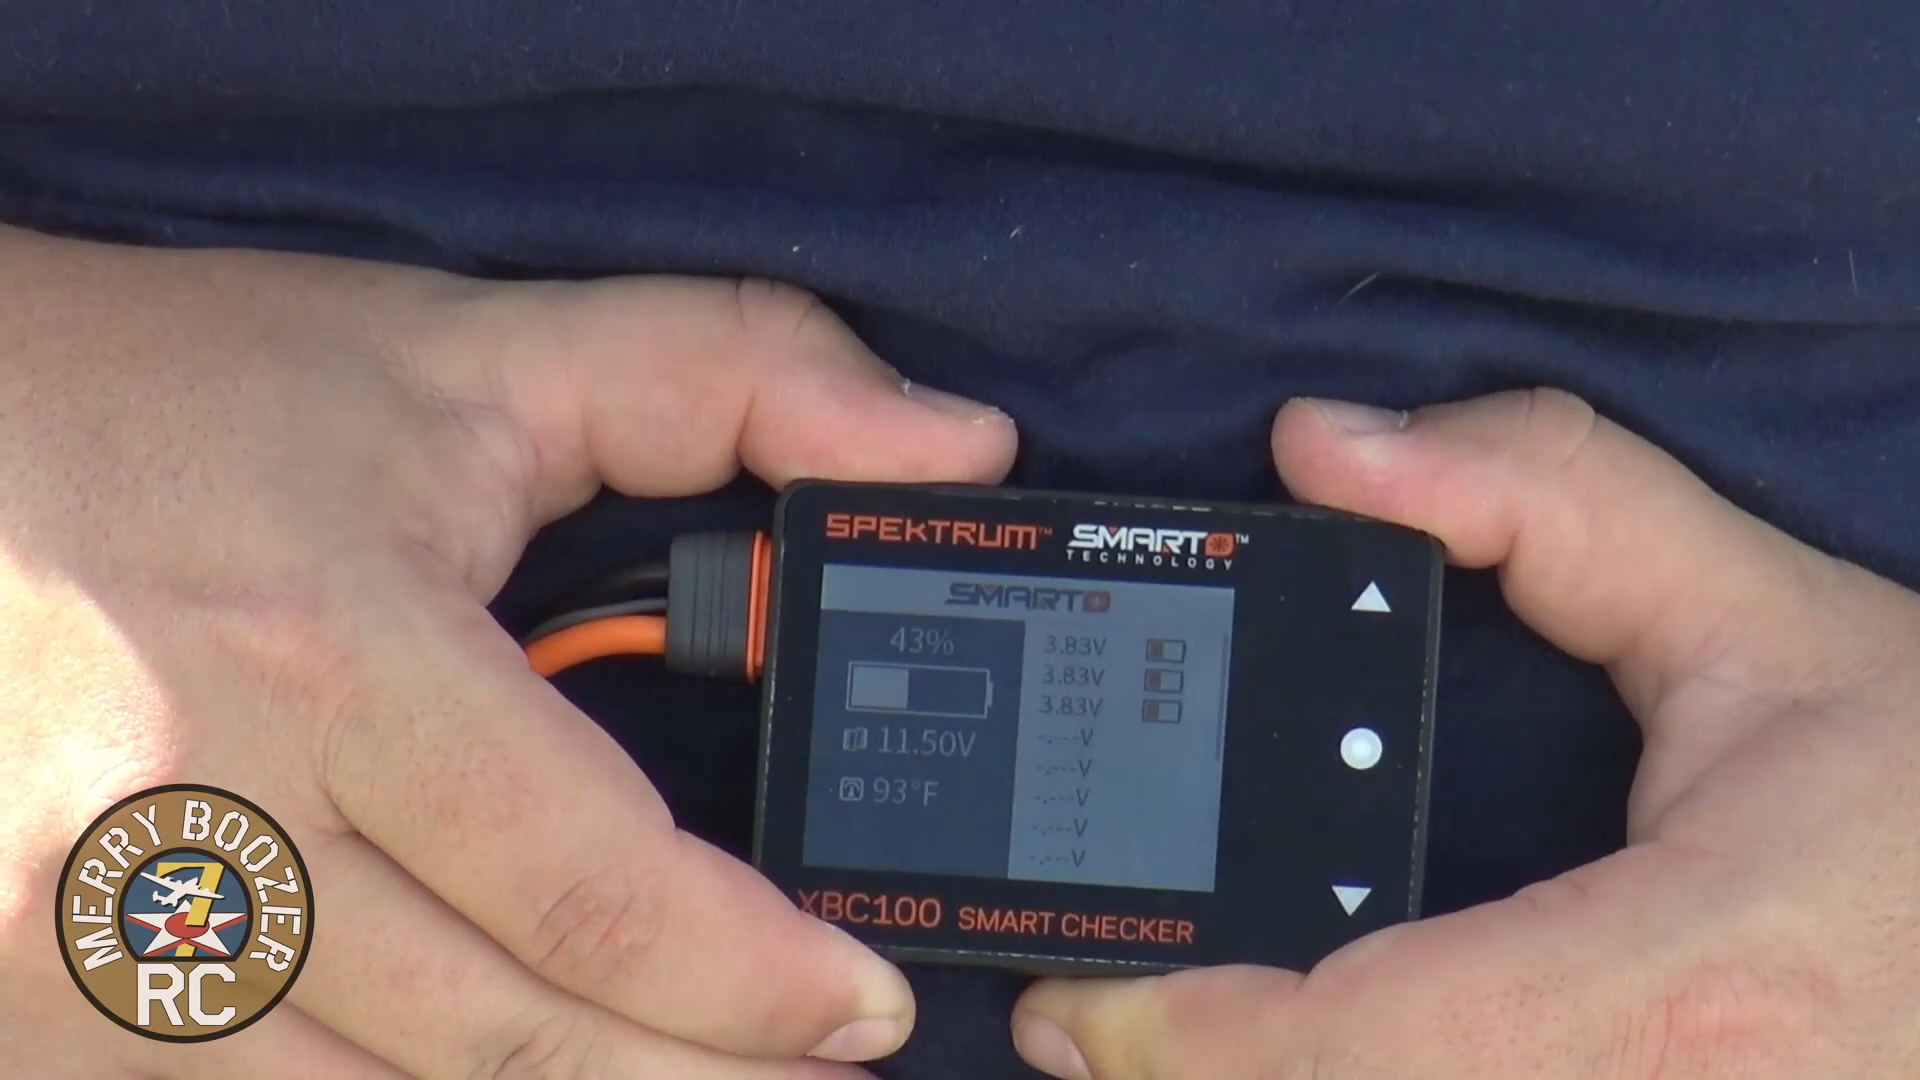 SPEKTRUM™ SMART™
TECHNOLOGY
SMART
43%
11.50V
93°F
3.83V
3.83V
3.83V
-.---V
-.---V
-.---V
-.---V
-.---V
XBC100 SMART CHECKER
MERRY BOOZER
7
RC